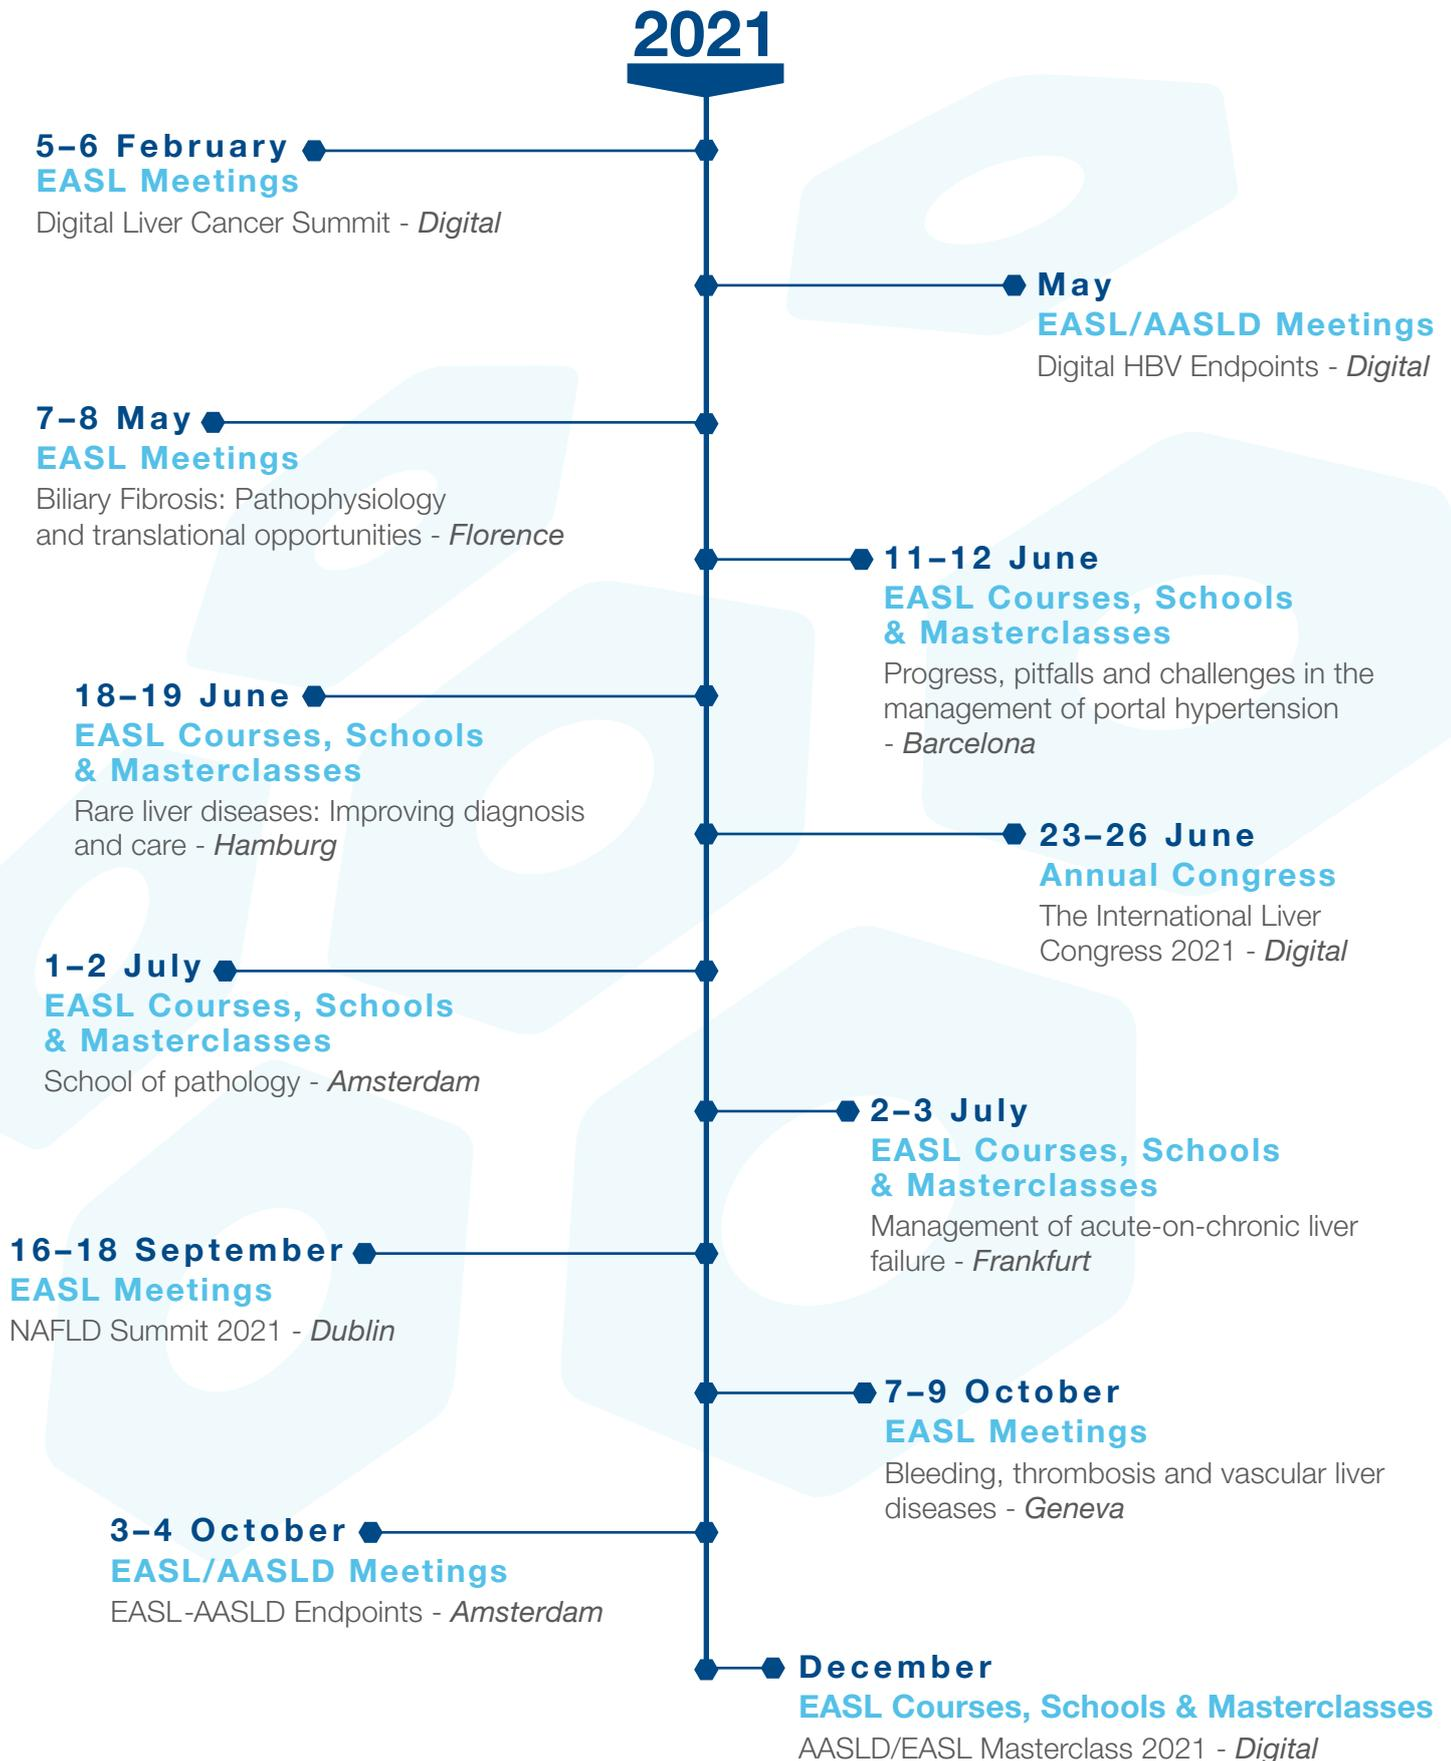 2021
5–6 February
EASL Meetings
Digital Liver Cancer Summit - Digital
May
EASL/AASLD Meetings
Digital HBV Endpoints - Digital
7–8 May
EASL Meetings
Biliary Fibrosis: Pathophysiology
and translational opportunities - Florence
11–12 June
EASL Courses, Schools
& Masterclasses
Progress, pitfalls and challenges in the
management of portal hypertension
- Barcelona
18–19 June
EASL Courses, Schools
& Masterclasses
Rare liver diseases: Improving diagnosis
and care - Hamburg
23–26 June
Annual Congress
The International Liver
Congress 2021 - Digital
1–2 July
EASL Courses, Schools
& Masterclasses
School of pathology - Amsterdam
2–3 July
EASL Courses, Schools
& Masterclasses
Management of acute-on-chronic liver
failure - Frankfurt
16–18 September
EASL Meetings
NAFLD Summit 2021 - Dublin
7–9 October
EASL Meetings
Bleeding, thrombosis and vascular liver
diseases - Geneva
3–4 October
EASL/AASLD Meetings
EASL-AASLD Endpoints - Amsterdam
December
EASL Courses, Schools & Masterclasses
AASLD/EASL Masterclass 2021 - Digital